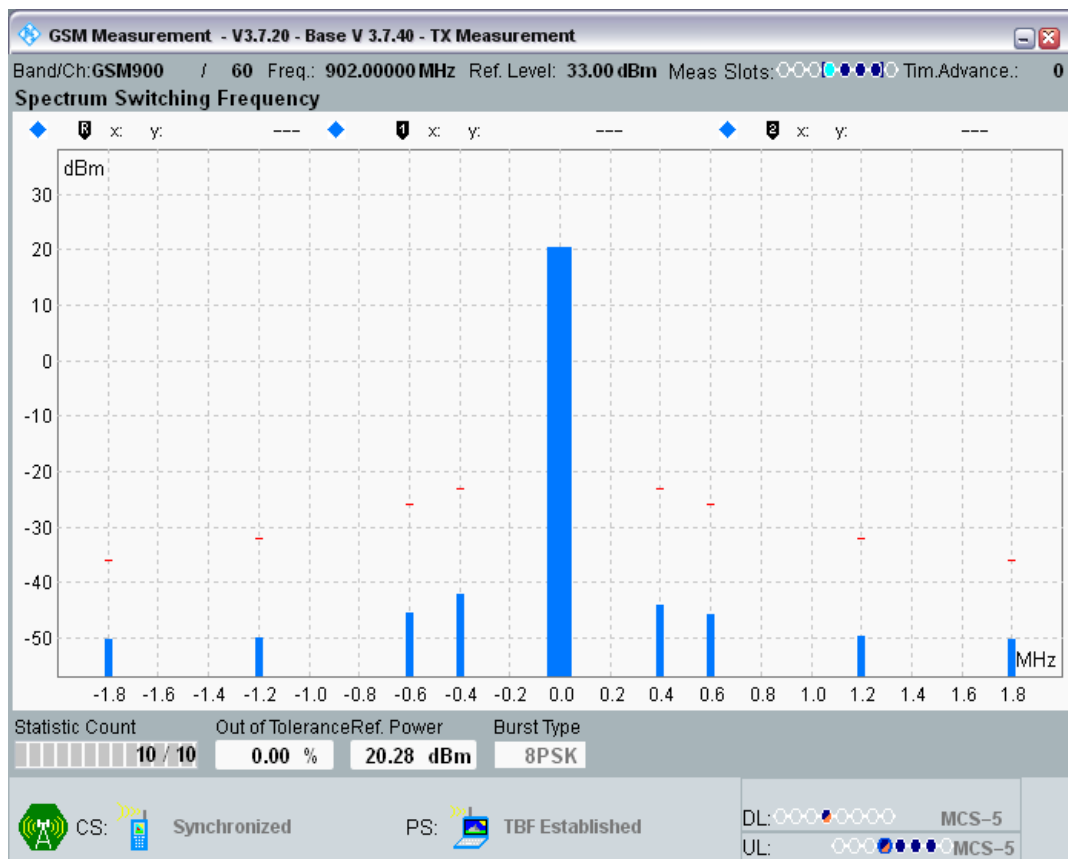 GSM Measurement - V3.7.20 - Base V 3.7.40 - TX Measurement
Band/Ch:GSM900 / 60 Freq.: 902.00000 MHz Ref. Level: 33.00 dBm Meas Slots: Tim.Advance.: 0
Spectrum Switching Frequency
R x: y: --- 1 x: y: --- 2 x: y: ---
dBm
30
20
10
0
-10
-20
-30
-40
-50
MHz
-1.8 -1.6 -1.4 -1.2 -1.0 -0.8 -0.6 -0.4 -0.2 0.0 0.2 0.4 0.6 0.8 1.0 1.2 1.4 1.6 1.8
Statistic Count Out of Tolerance Ref. Power Burst Type
10 / 10 0.00 % 20.28 dBm 8PSK
CS: Synchronized PS: TBF Established
DL: MCS-5
UL: MCS-5